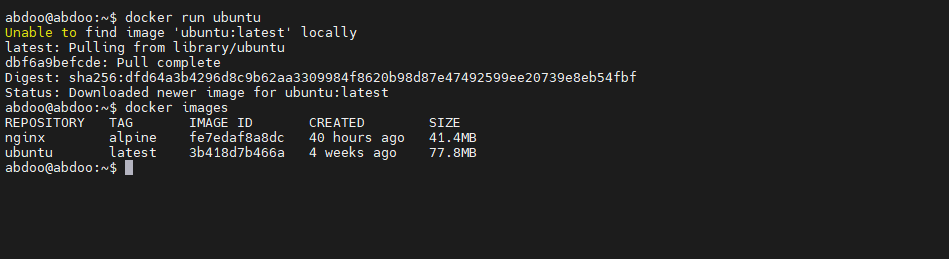 abdoo@abdoo:~$ docker run ubuntu
Unable to find image 'ubuntu:latest' locally
latest: Pulling from library/ubuntu
dbf6a9befcde: Pull complete
Digest: sha256:dfd64a3b4296d8c9b62aa3309984f8620b98d87e47492599ee20739e8eb54fbf
Status: Downloaded newer image for ubuntu:latest
abdoo@abdoo:~$ docker images
REPOSITORY   TAG       IMAGE ID       CREATED        SIZE
nginx        alpine    fe7edaf8a8dc   40 hours ago   41.4MB
ubuntu       latest    3b418d7b466a   4 weeks ago    77.8MB
abdoo@abdoo:~$